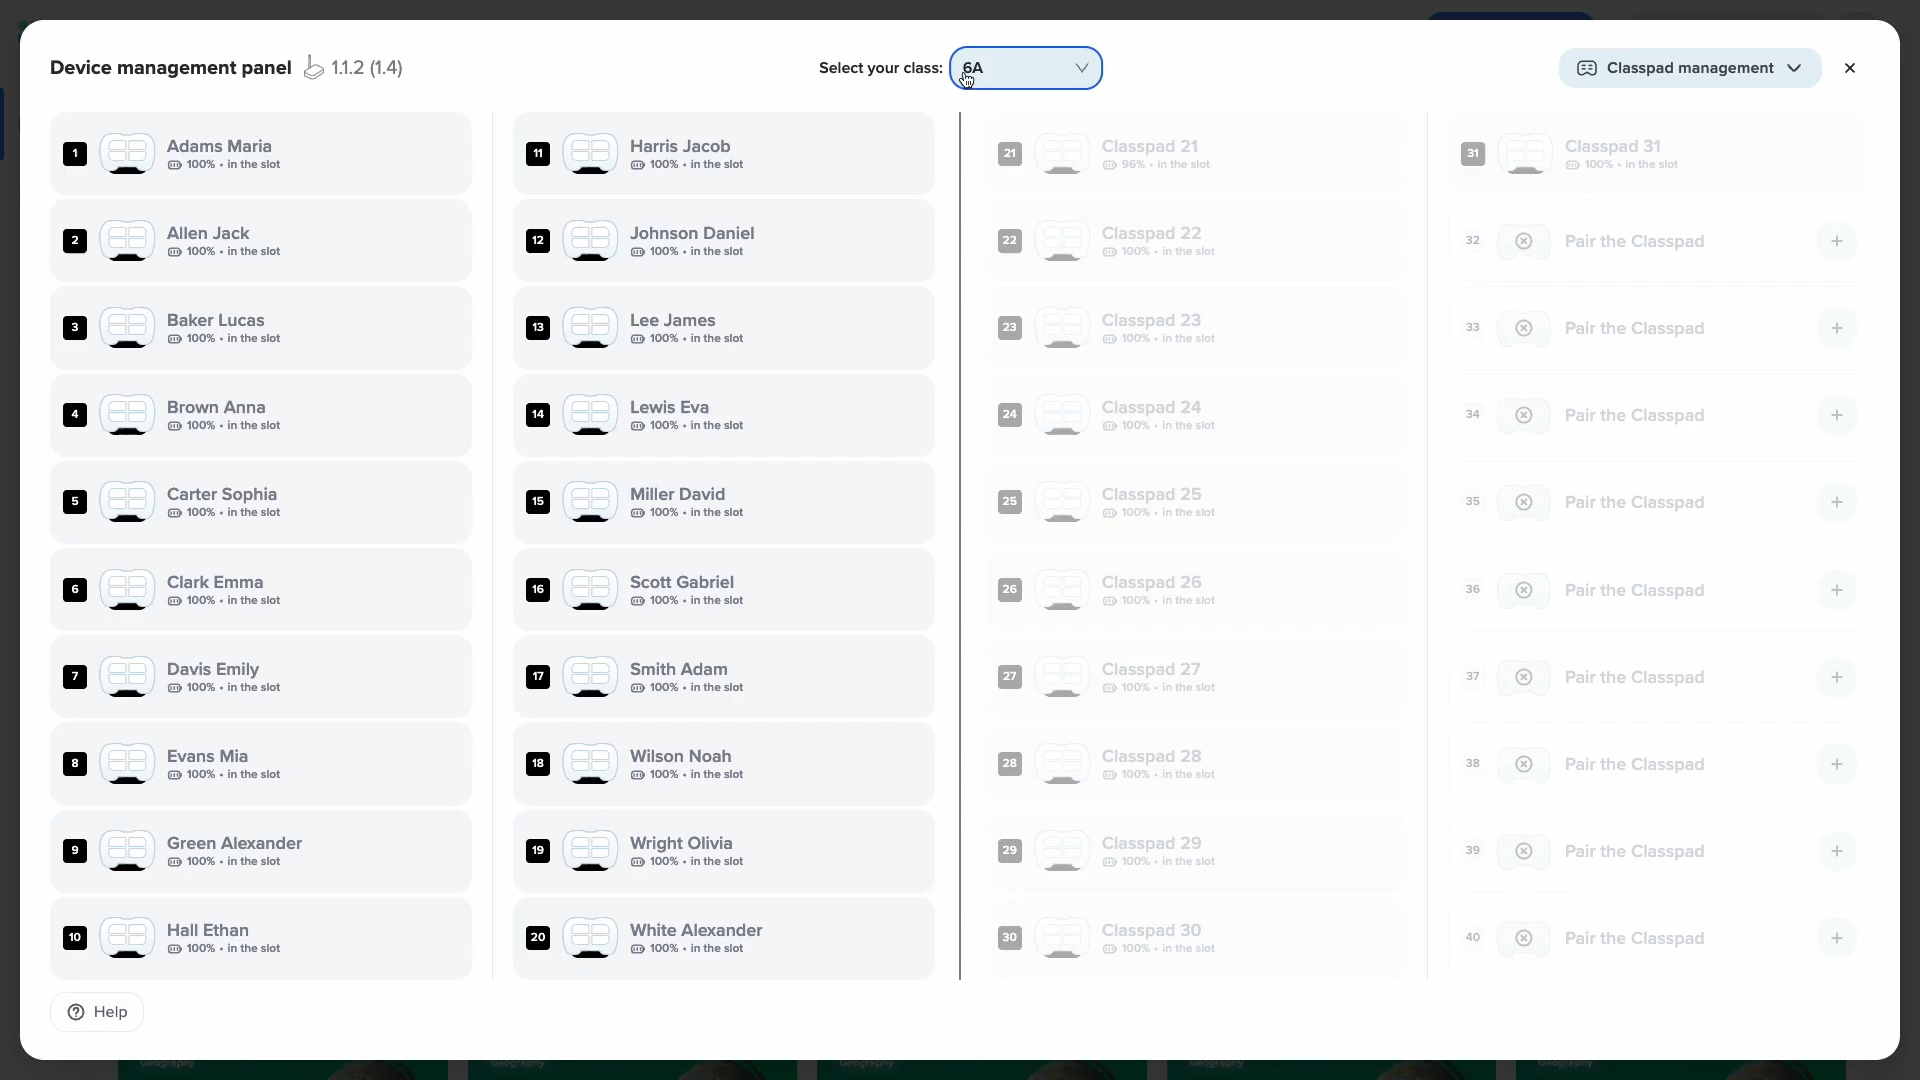 Device management panel 1.1.2 (1.4)
Select your class: 6A
Classpad management
1 Adams Maria
100% • in the slot
2 Allen Jack
100% • in the slot
3 Baker Lucas
100% • in the slot
4 Brown Anna
100% • in the slot
5 Carter Sophia
100% • in the slot
6 Clark Emma
100% • in the slot
7 Davis Emily
100% • in the slot
8 Evans Mia
100% • in the slot
9 Green Alexander
100% • in the slot
10 Hall Ethan
100% • in the slot
11 Harris Jacob
100% • in the slot
12 Johnson Daniel
100% • in the slot
13 Lee James
100% • in the slot
14 Lewis Eva
100% • in the slot
15 Miller David
100% • in the slot
16 Scott Gabriel
100% • in the slot
17 Smith Adam
100% • in the slot
18 Wilson Noah
100% • in the slot
19 Wright Olivia
100% • in the slot
20 White Alexander
100% • in the slot
21 Classpad 21
96% • in the slot
22 Classpad 22
100% • in the slot
23 Classpad 23
100% • in the slot
24 Classpad 24
100% • in the slot
25 Classpad 25
100% • in the slot
26 Classpad 26
100% • in the slot
27 Classpad 27
100% • in the slot
28 Classpad 28
100% • in the slot
29 Classpad 29
100% • in the slot
30 Classpad 30
100% • in the slot
31 Classpad 31
100% • in the slot
32 Pair the Classpad
33 Pair the Classpad
34 Pair the Classpad
35 Pair the Classpad
36 Pair the Classpad
37 Pair the Classpad
38 Pair the Classpad
39 Pair the Classpad
40 Pair the Classpad
Help
Geography Geography Geography Geography Geography